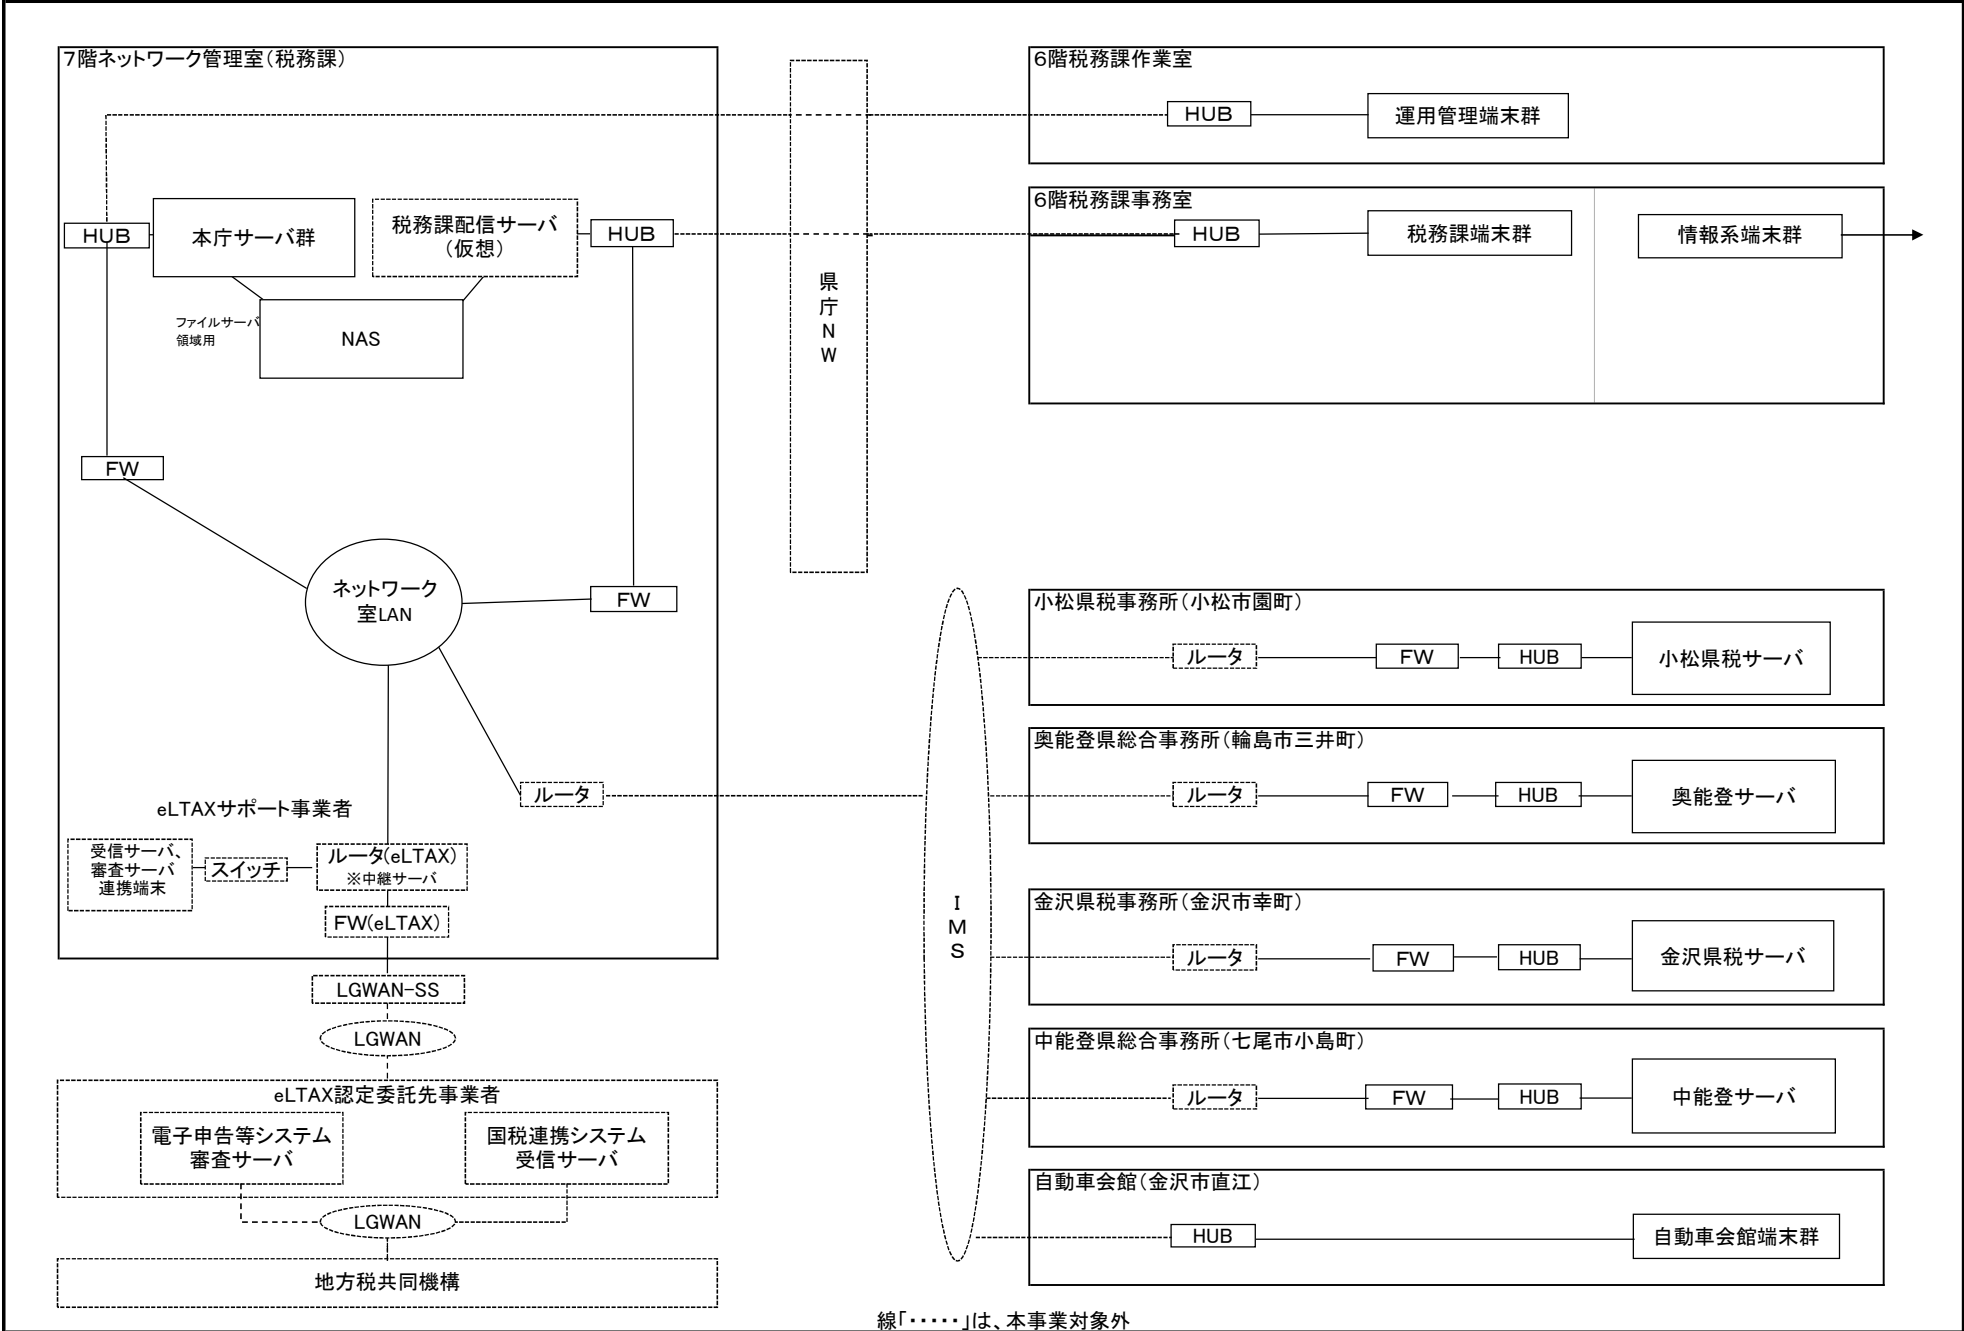 7階ネットワーク管理室(税務課)
HUB
本庁サーバ群
税務課配信サーバ
(仮想)
HUB
ファイルサーバ
領域用
NAS
FW
ネットワーク
室LAN
FW
ルータ
eLTAXサポート事業者
受信サーバ、
審査サーバ
連携端末
スイッチ
ルータ(eLTAX)
※中継サーバ
FW(eLTAX)
LGWAN-SS
LGWAN
eLTAX認定委託先事業者
電子申告等システム
審査サーバ
国税連携システム
受信サーバ
LGWAN
地方税共同機構
県
庁
N
W
I
M
S
6階税務課作業室
HUB
運用管理端末群
6階税務課事務室
HUB
税務課端末群
情報系端末群
小松県税事務所(小松市園町)
ルータ
FW
HUB
小松県税サーバ
奥能登県総合事務所(輪島市三井町)
ルータ
FW
HUB
奥能登サーバ
金沢県税事務所(金沢市幸町)
ルータ
FW
HUB
金沢県税サーバ
中能登県総合事務所(七尾市小島町)
ルータ
FW
HUB
中能登サーバ
自動車会館(金沢市直江)
HUB
自動車会館端末群
線「・・・・・」は、本事業対象外